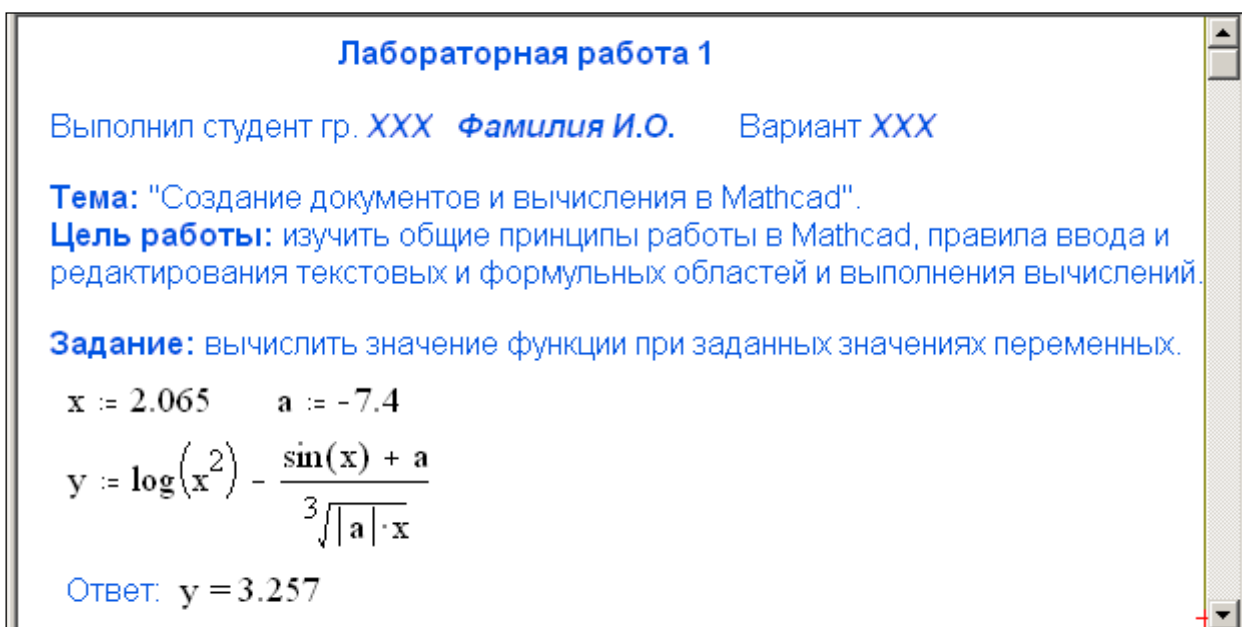 Лабораторная работа 1
Выполнил студент гр. XXX Фамилия И.О. Вариант XXX
Тема: "Создание документов и вычисления в Mathcad".
Цель работы: изучить общие принципы работы в Mathcad, правила ввода и
редактирования текстовых и формульных областей и выполнения вычислений.
Задание: вычислить значение функции при заданных значениях переменных.
x := 2.065 a := -7.4
y := log(x²) - (sin(x) + a) / ∛(|a|·x)
Ответ: y = 3.257